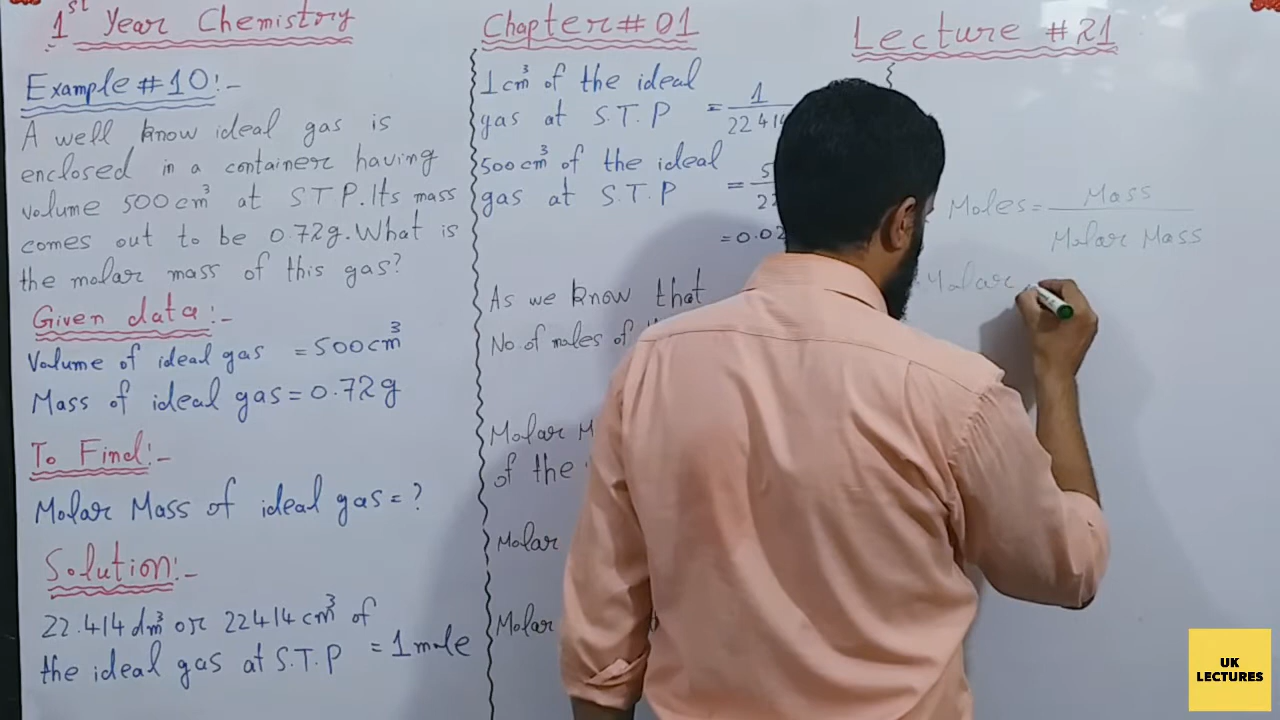 1st Year Chemistory
Example #10:-
A well know ideal gas is
enclosed in a container having
volume 500 cm³ at STP. Its mass
comes out to be 0.72g. What is
the molar mass of this gas?
Given data:-
Volume of ideal gas = 500 cm³
Mass of ideal gas = 0.72g
To Find:-
Molar Mass of ideal gas = ?
Solution:-
22.414 dm³ or 22414 cm³ of
the ideal gas at S.T.P = 1 mole
Chapter # 01
1 cm³ of the ideal
gas at S.T.P = 1
22414
500 cm³ of the ideal
gas at S.T.P =
= 0.02
As we know that
No. of moles of
Molar M
of the
Molar
Molar
Lecture #21
Moles = Mass
Molar Mass
Molar
UK
LECTURES